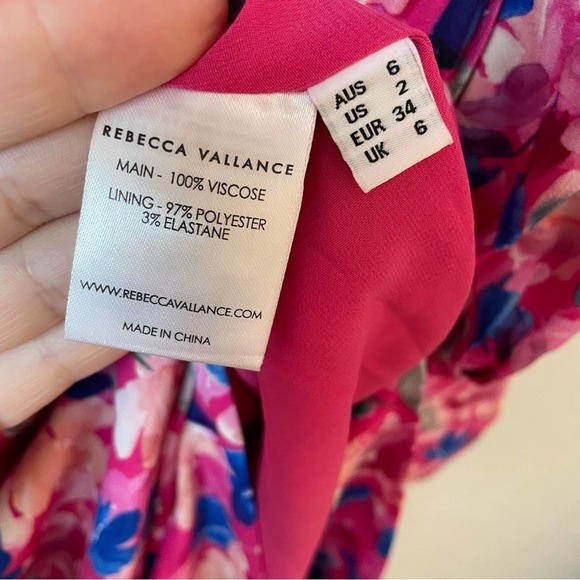 REBECCA VALLANCE
MAIN - 100% VISCOSE
LINING - 97% POLYESTER
3% ELASTANE
WWW.REBECCAVALLANCE.COM
MADE IN CHINA
AUS 6
US 2
EUR 34
UK 6